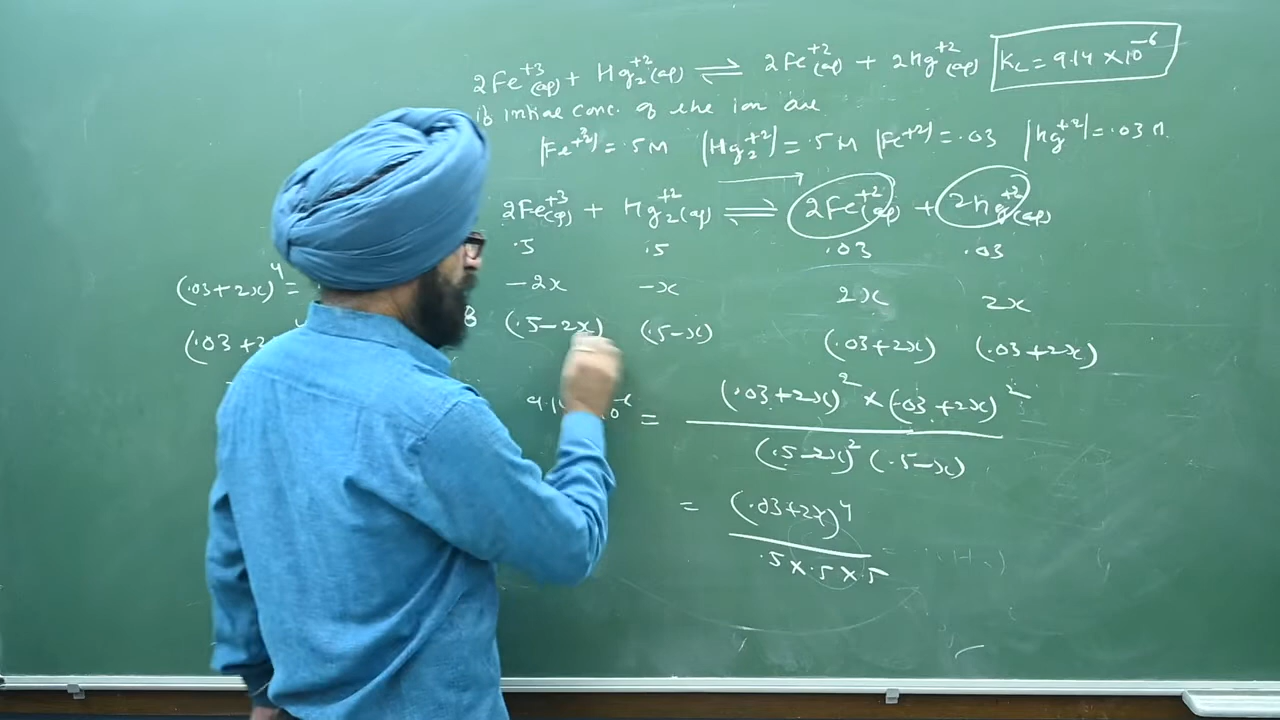 2Fe⁺³(aq) + Hg₂⁺²(aq) ⇌ 2Fe⁺²(aq) + 2Hg⁺²(aq) Kc = 9.14 × 10⁻⁶
if initial conc. of the ion are
|Fe⁺³| = .5M |Hg₂⁺²| = .5M |Fe⁺²| = .03 |Hg⁺²| = .03 M.
2Fe⁺³(aq) + Hg₂⁺²(aq) ⇌ 2Fe⁺²(aq) + 2Hg⁺²(aq)
.5 .5 .03 .03
(.03+2x)⁴ = -2x -x 2x 2x
(.03 + (.5-2x) (.5-x) (.03+2x) (.03+2x)
= (.03+2x)² × (.03+2x)²
(.5-2x)² (.5-x)
= (.03+2x)⁴
.5 × .5 × .5